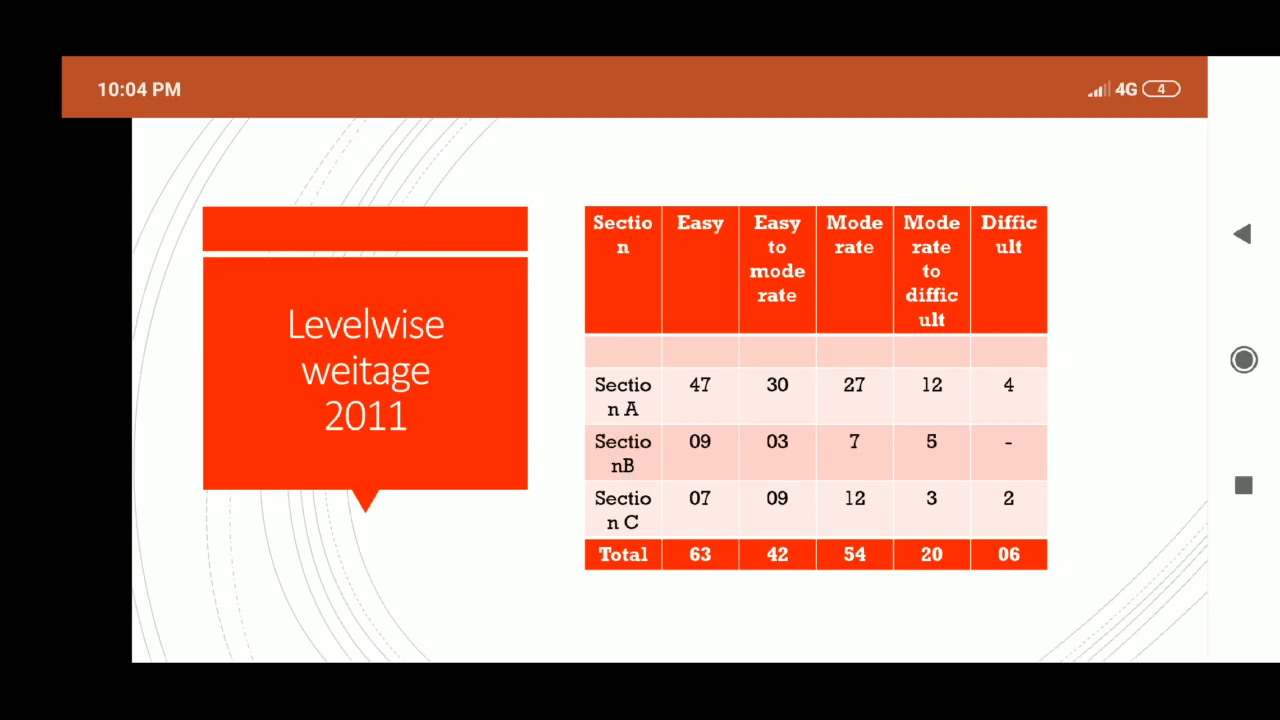 10:04 PM
4G 4
Levelwise
weitage
2011
Sectio
n Easy Easy
to
mode
rate Mode
rate Mode
rate
to
diffic
ult Diffic
ult
Sectio
n A 47 30 27 12 4
Sectio
nB 09 03 7 5 -
Sectio
n C 07 09 12 3 2
Total 63 42 54 20 06